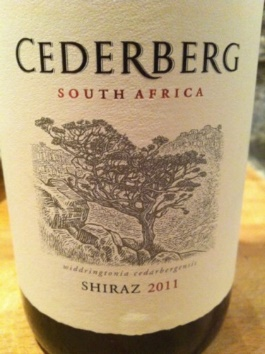 CEDERBERG
SOUTH AFRICA
widdringtonia cedarbergensis
SHIRAZ 2011